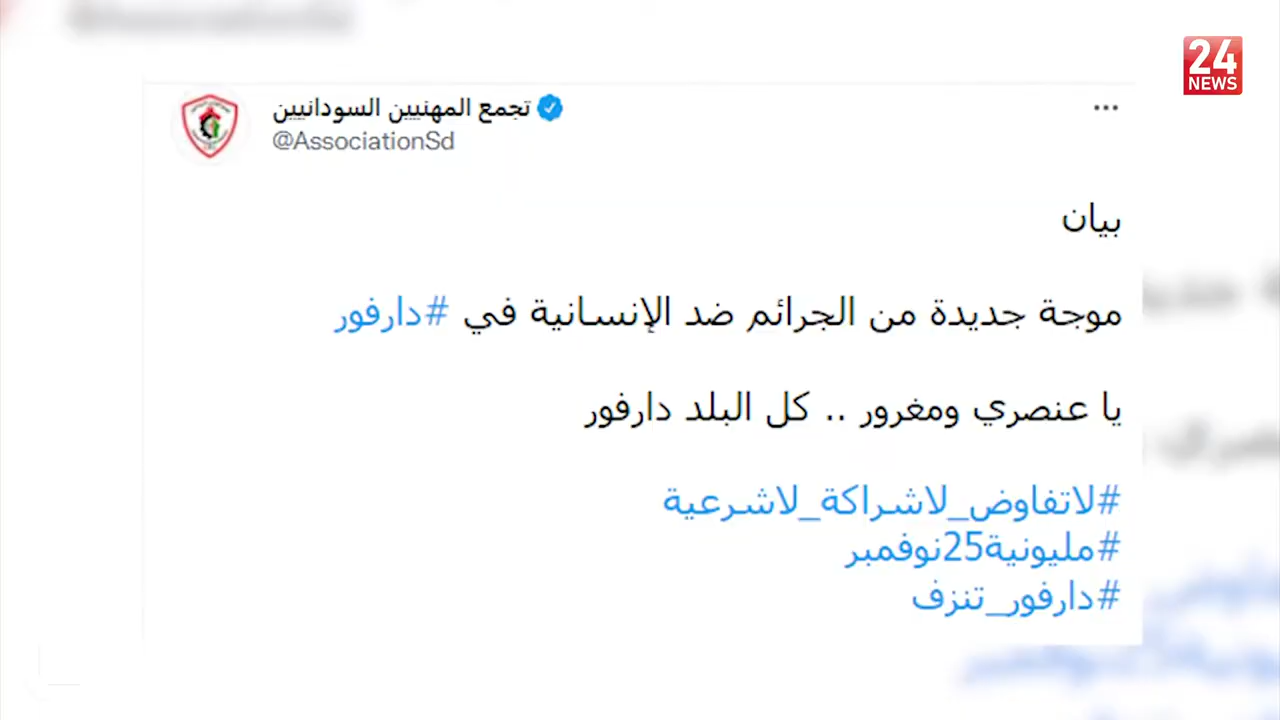 24
NEWS
تجمع المهنيين السودانيين
@AssociationSd
بيان
موجة جديدة من الجرائم ضد الإنسانية في #دارفور
يا عنصري ومغرور .. كل البلد دارفور
#لاتفاوض_لاشراكة_لاشرعية
#مليونية25نوفمبر
#دارفور_تنزف